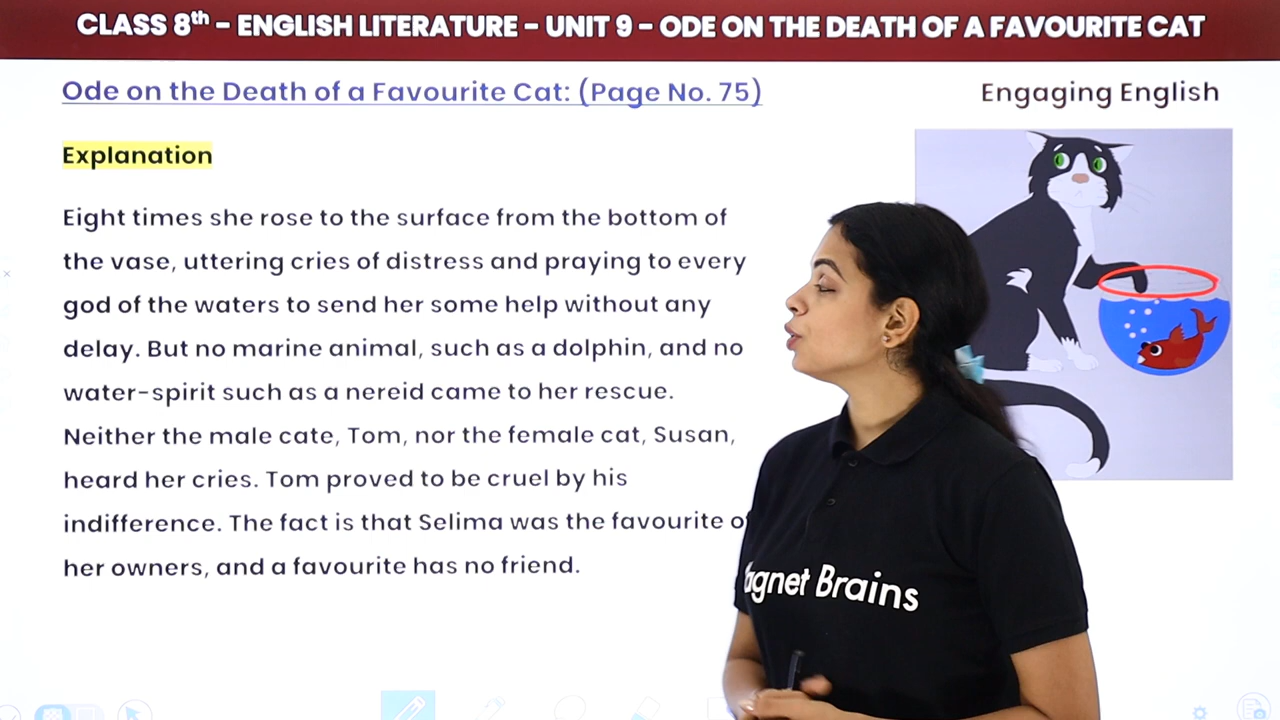 CLASS 8th – ENGLISH LITERATURE – UNIT 9 – ODE ON THE DEATH OF A FAVOURITE CAT
Ode on the Death of a Favourite Cat: (Page No. 75)
Engaging English
Explanation
Eight times she rose to the surface from the bottom of
the vase, uttering cries of distress and praying to every
god of the waters to send her some help without any
delay. But no marine animal, such as a dolphin, and no
water-spirit such as a nereid came to her rescue.
Neither the male cate, Tom, nor the female cat, Susan,
heard her cries. Tom proved to be cruel by his
indifference. The fact is that Selima was the favourite o
her owners, and a favourite has no friend.
agnet Brains